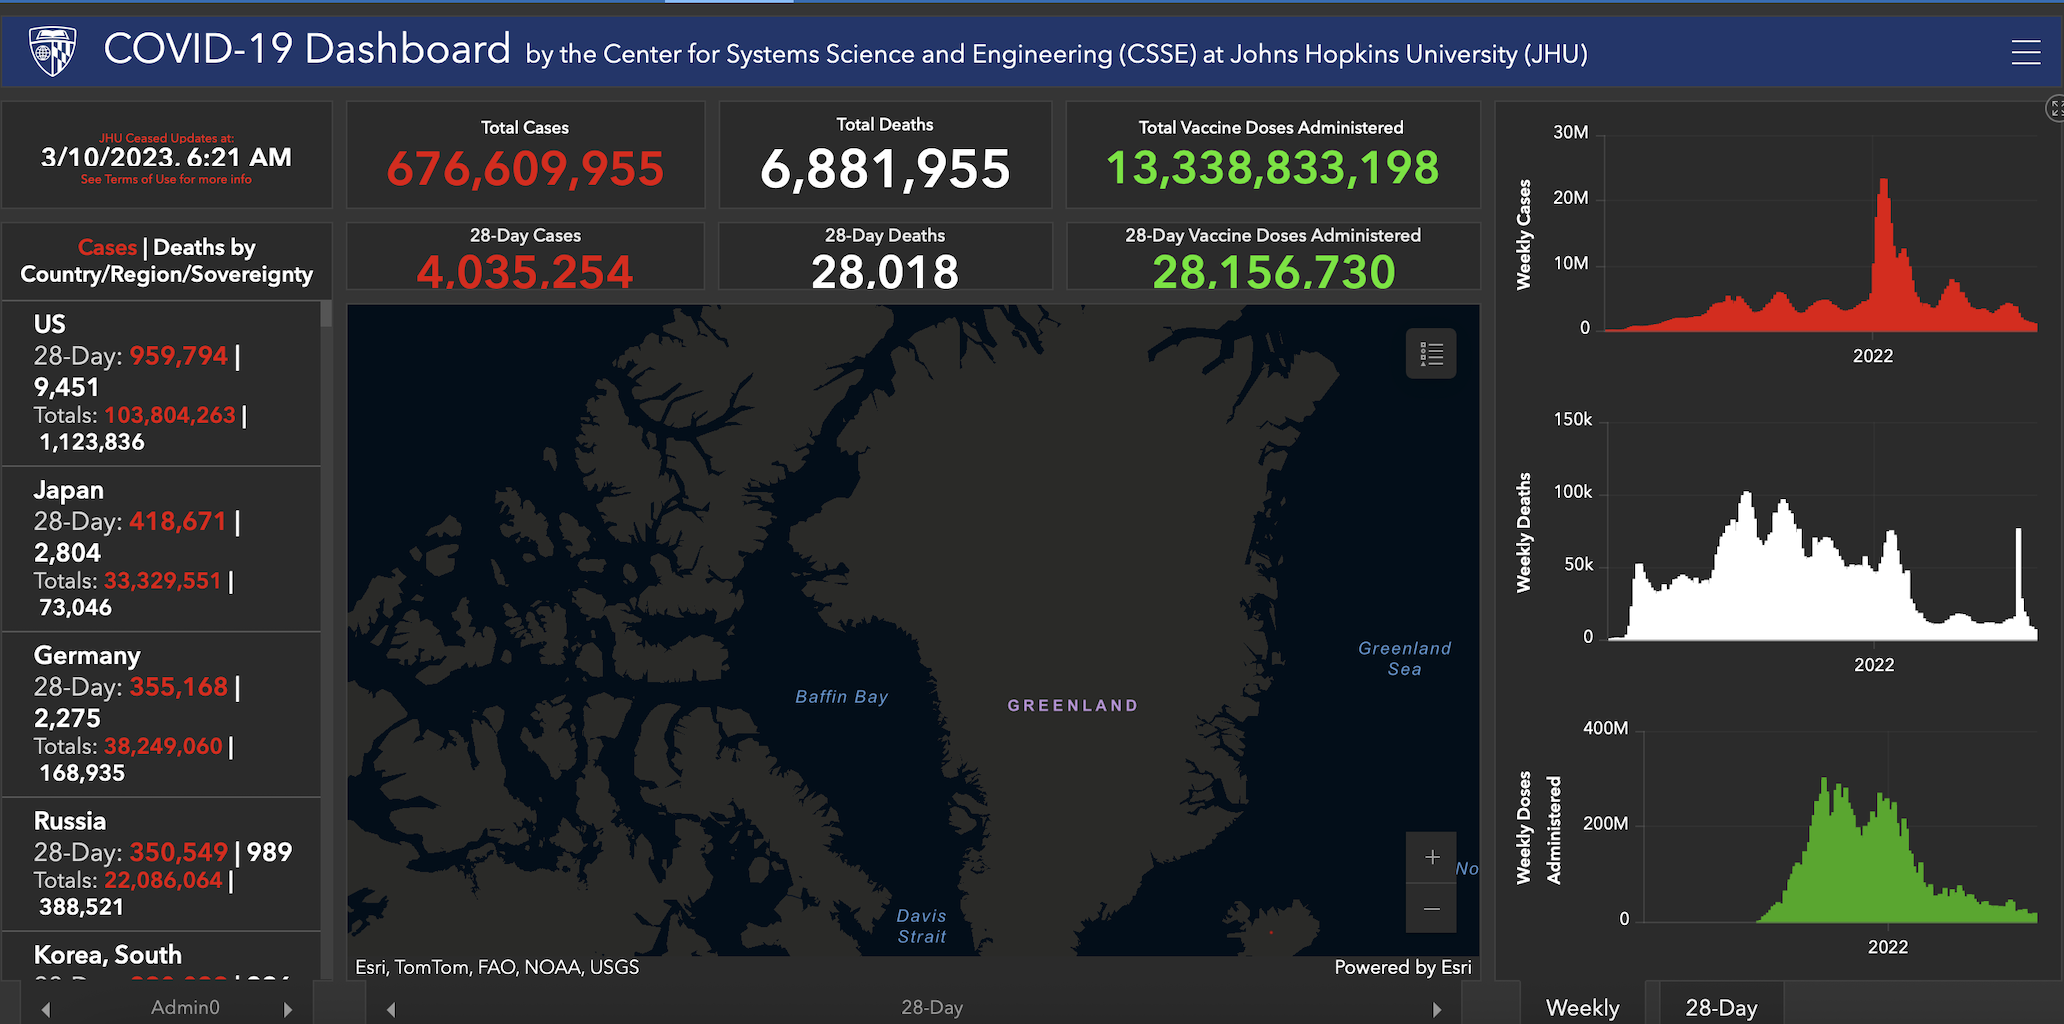 COVID-19 Dashboard by the Center for Systems Science and Engineering (CSSE) at Johns Hopkins University (JHU)
JHU Ceased Updates at:
3/10/2023, 6:21 AM
See Terms of Use for more info
Cases | Deaths by
Country/Region/Sovereignty
US
28-Day: 959,794 |
9,451
Totals: 103,804,263 |
1,123,836
Japan
28-Day: 418,671 |
2,804
Totals: 33,329,551 |
73,046
Germany
28-Day: 355,168 |
2,275
Totals: 38,249,060 |
168,935
Russia
28-Day: 350,549 | 989
Totals: 22,086,064 |
388,521
Korea, South
Admin0
Total Cases
676,609,955
Total Deaths
6,881,955
Total Vaccine Doses Administered
13,338,833,198
28-Day Cases
4,035,254
28-Day Deaths
28,018
28-Day Vaccine Doses Administered
28,156,730
Greenland
Sea
Baffin Bay
GREENLAND
No
Davis
Strait
Esri, TomTom, FAO, NOAA, USGS
Powered by Esri
28-Day
Weekly Cases
30M
20M
10M
0
2022
Weekly Deaths
150k
100k
50k
0
2022
Weekly Doses
Administered
400M
200M
0
2022
Weekly
28-Day